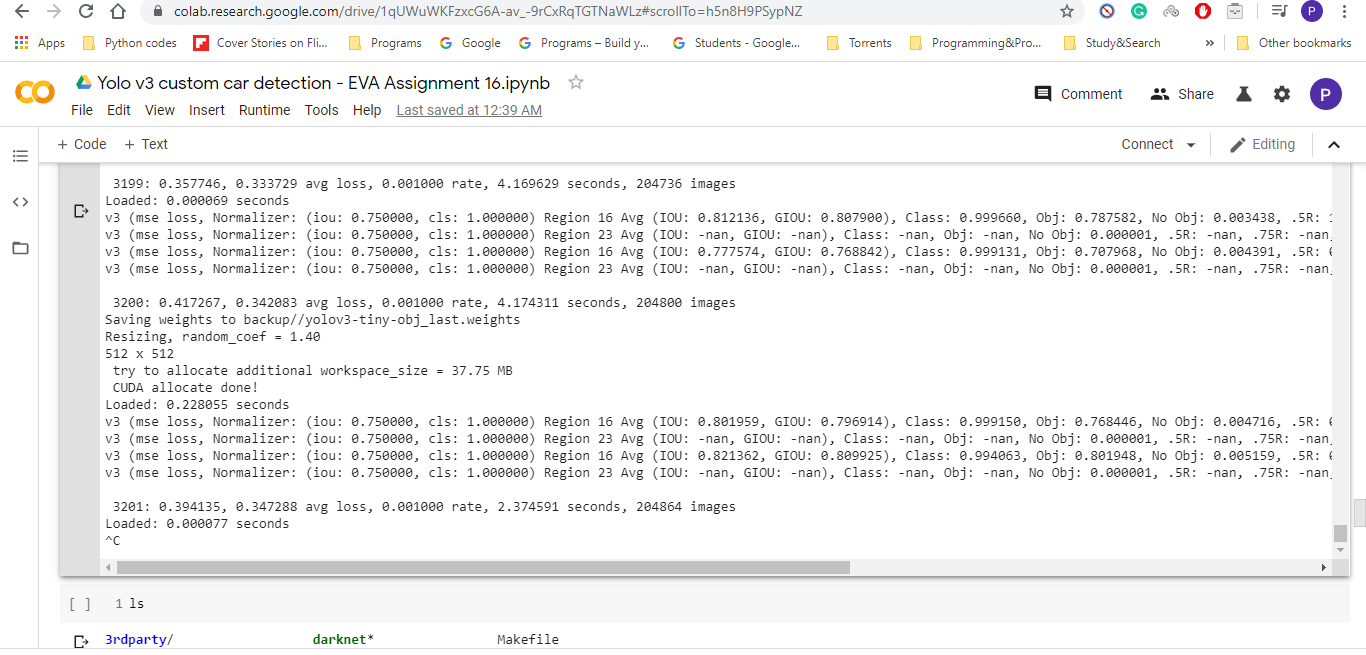 colab.research.google.com/drive/1qUWuWKFzxcG6A-av_-9rCxRqTGTNaWLz#scrollTo=h5n8H9PSypNZ P
Apps Python codes Cover Stories on Fli... Programs Google Programs – Build y... Students - Google... Torrents Programming&Pro... Study&Search » Other bookmarks
Yolo v3 custom car detection - EVA Assignment 16.ipynb
File Edit View Insert Runtime Tools Help Last saved at 12:39 AM
Comment Share P
+ Code + Text Connect Editing
3199: 0.357746, 0.333729 avg loss, 0.001000 rate, 4.169629 seconds, 204736 images
Loaded: 0.000069 seconds
v3 (mse loss, Normalizer: (iou: 0.750000, cls: 1.000000) Region 16 Avg (IOU: 0.812136, GIOU: 0.807900), Class: 0.999660, Obj: 0.787582, No Obj: 0.003438, .5R:
v3 (mse loss, Normalizer: (iou: 0.750000, cls: 1.000000) Region 23 Avg (IOU: -nan, GIOU: -nan), Class: -nan, Obj: -nan, No Obj: 0.000001, .5R: -nan, .75R: -nan,
v3 (mse loss, Normalizer: (iou: 0.750000, cls: 1.000000) Region 16 Avg (IOU: 0.777574, GIOU: 0.768842), Class: 0.999131, Obj: 0.707968, No Obj: 0.004391, .5R:
v3 (mse loss, Normalizer: (iou: 0.750000, cls: 1.000000) Region 23 Avg (IOU: -nan, GIOU: -nan), Class: -nan, Obj: -nan, No Obj: 0.000001, .5R: -nan, .75R: -nan,
3200: 0.417267, 0.342083 avg loss, 0.001000 rate, 4.174311 seconds, 204800 images
Saving weights to backup//yolov3-tiny-obj_last.weights
Resizing, random_coef = 1.40
512 x 512
try to allocate additional workspace_size = 37.75 MB
CUDA allocate done!
Loaded: 0.228055 seconds
v3 (mse loss, Normalizer: (iou: 0.750000, cls: 1.000000) Region 16 Avg (IOU: 0.801959, GIOU: 0.796914), Class: 0.999150, Obj: 0.768446, No Obj: 0.004716, .5R:
v3 (mse loss, Normalizer: (iou: 0.750000, cls: 1.000000) Region 23 Avg (IOU: -nan, GIOU: -nan), Class: -nan, Obj: -nan, No Obj: 0.000001, .5R: -nan, .75R: -nan,
v3 (mse loss, Normalizer: (iou: 0.750000, cls: 1.000000) Region 16 Avg (IOU: 0.821362, GIOU: 0.809925), Class: 0.994063, Obj: 0.801948, No Obj: 0.005159, .5R:
v3 (mse loss, Normalizer: (iou: 0.750000, cls: 1.000000) Region 23 Avg (IOU: -nan, GIOU: -nan), Class: -nan, Obj: -nan, No Obj: 0.000001, .5R: -nan, .75R: -nan,
3201: 0.394135, 0.347288 avg loss, 0.001000 rate, 2.374591 seconds, 204864 images
Loaded: 0.000077 seconds
^C
[ ] 1 ls
3rdparty/ darknet* Makefile